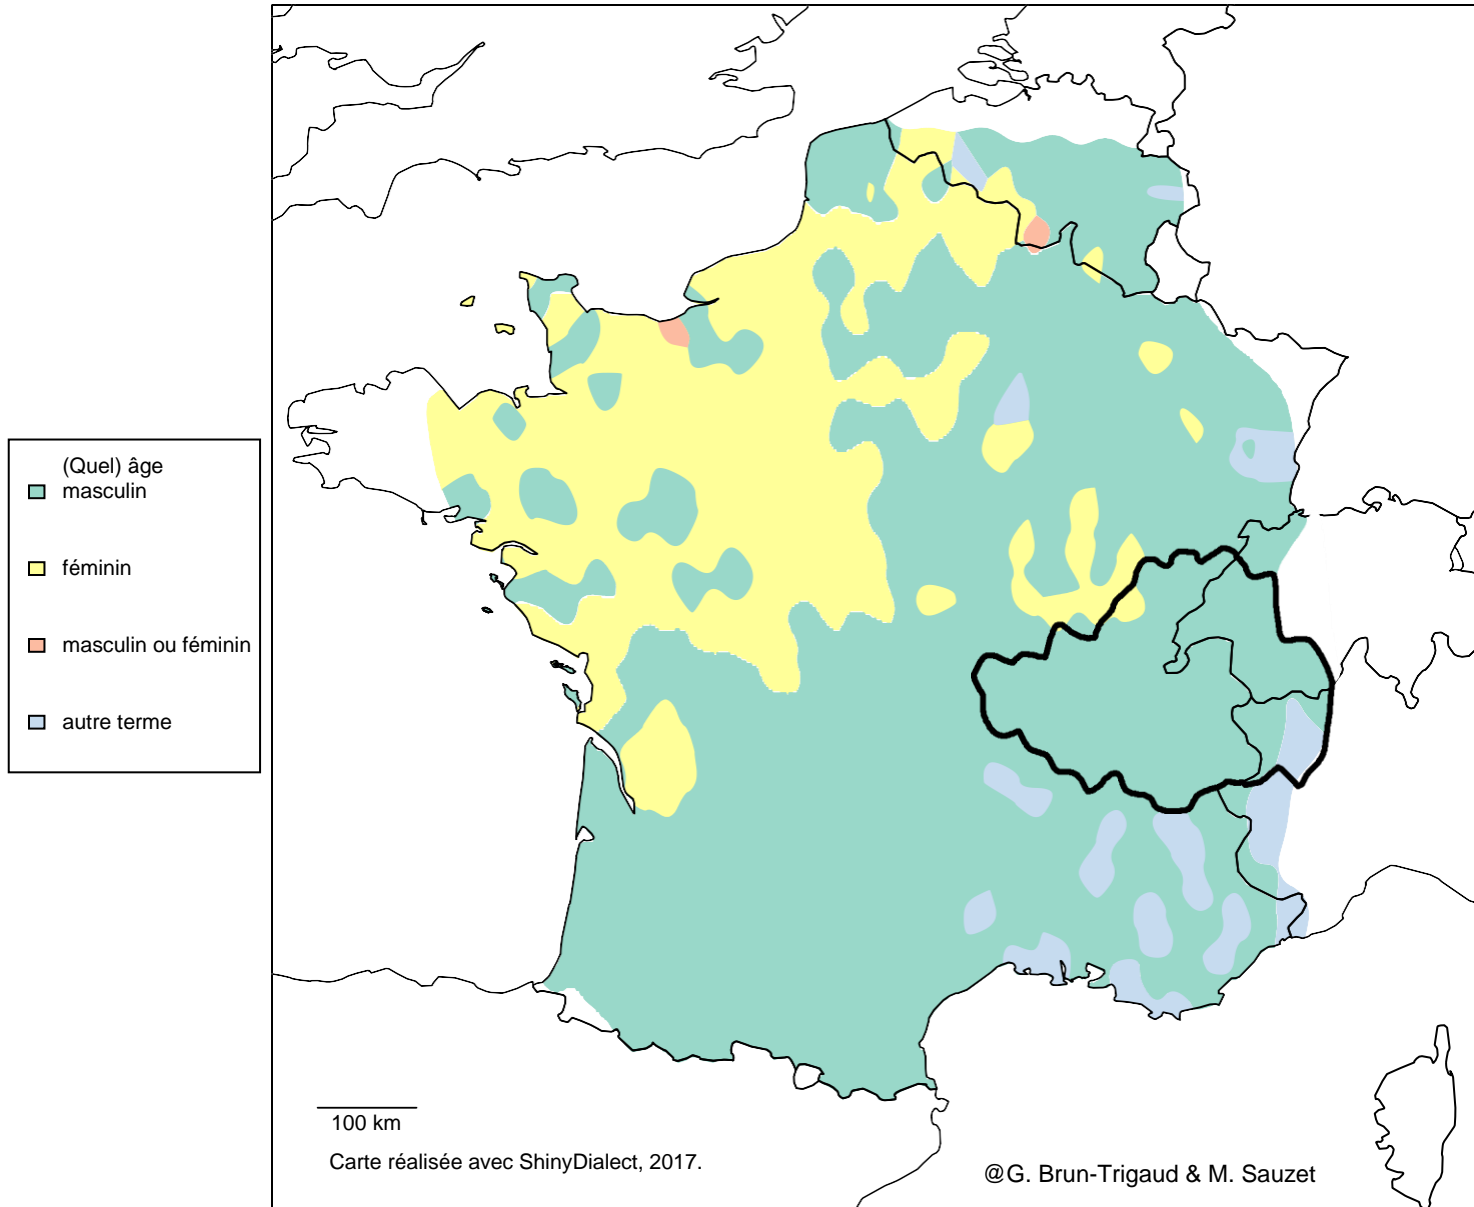 (Quel) âge
masculin
féminin
masculin ou féminin
autre terme
100 km
Carte réalisée avec ShinyDialect, 2017.
@G. Brun-Trigaud & M. Sauzet